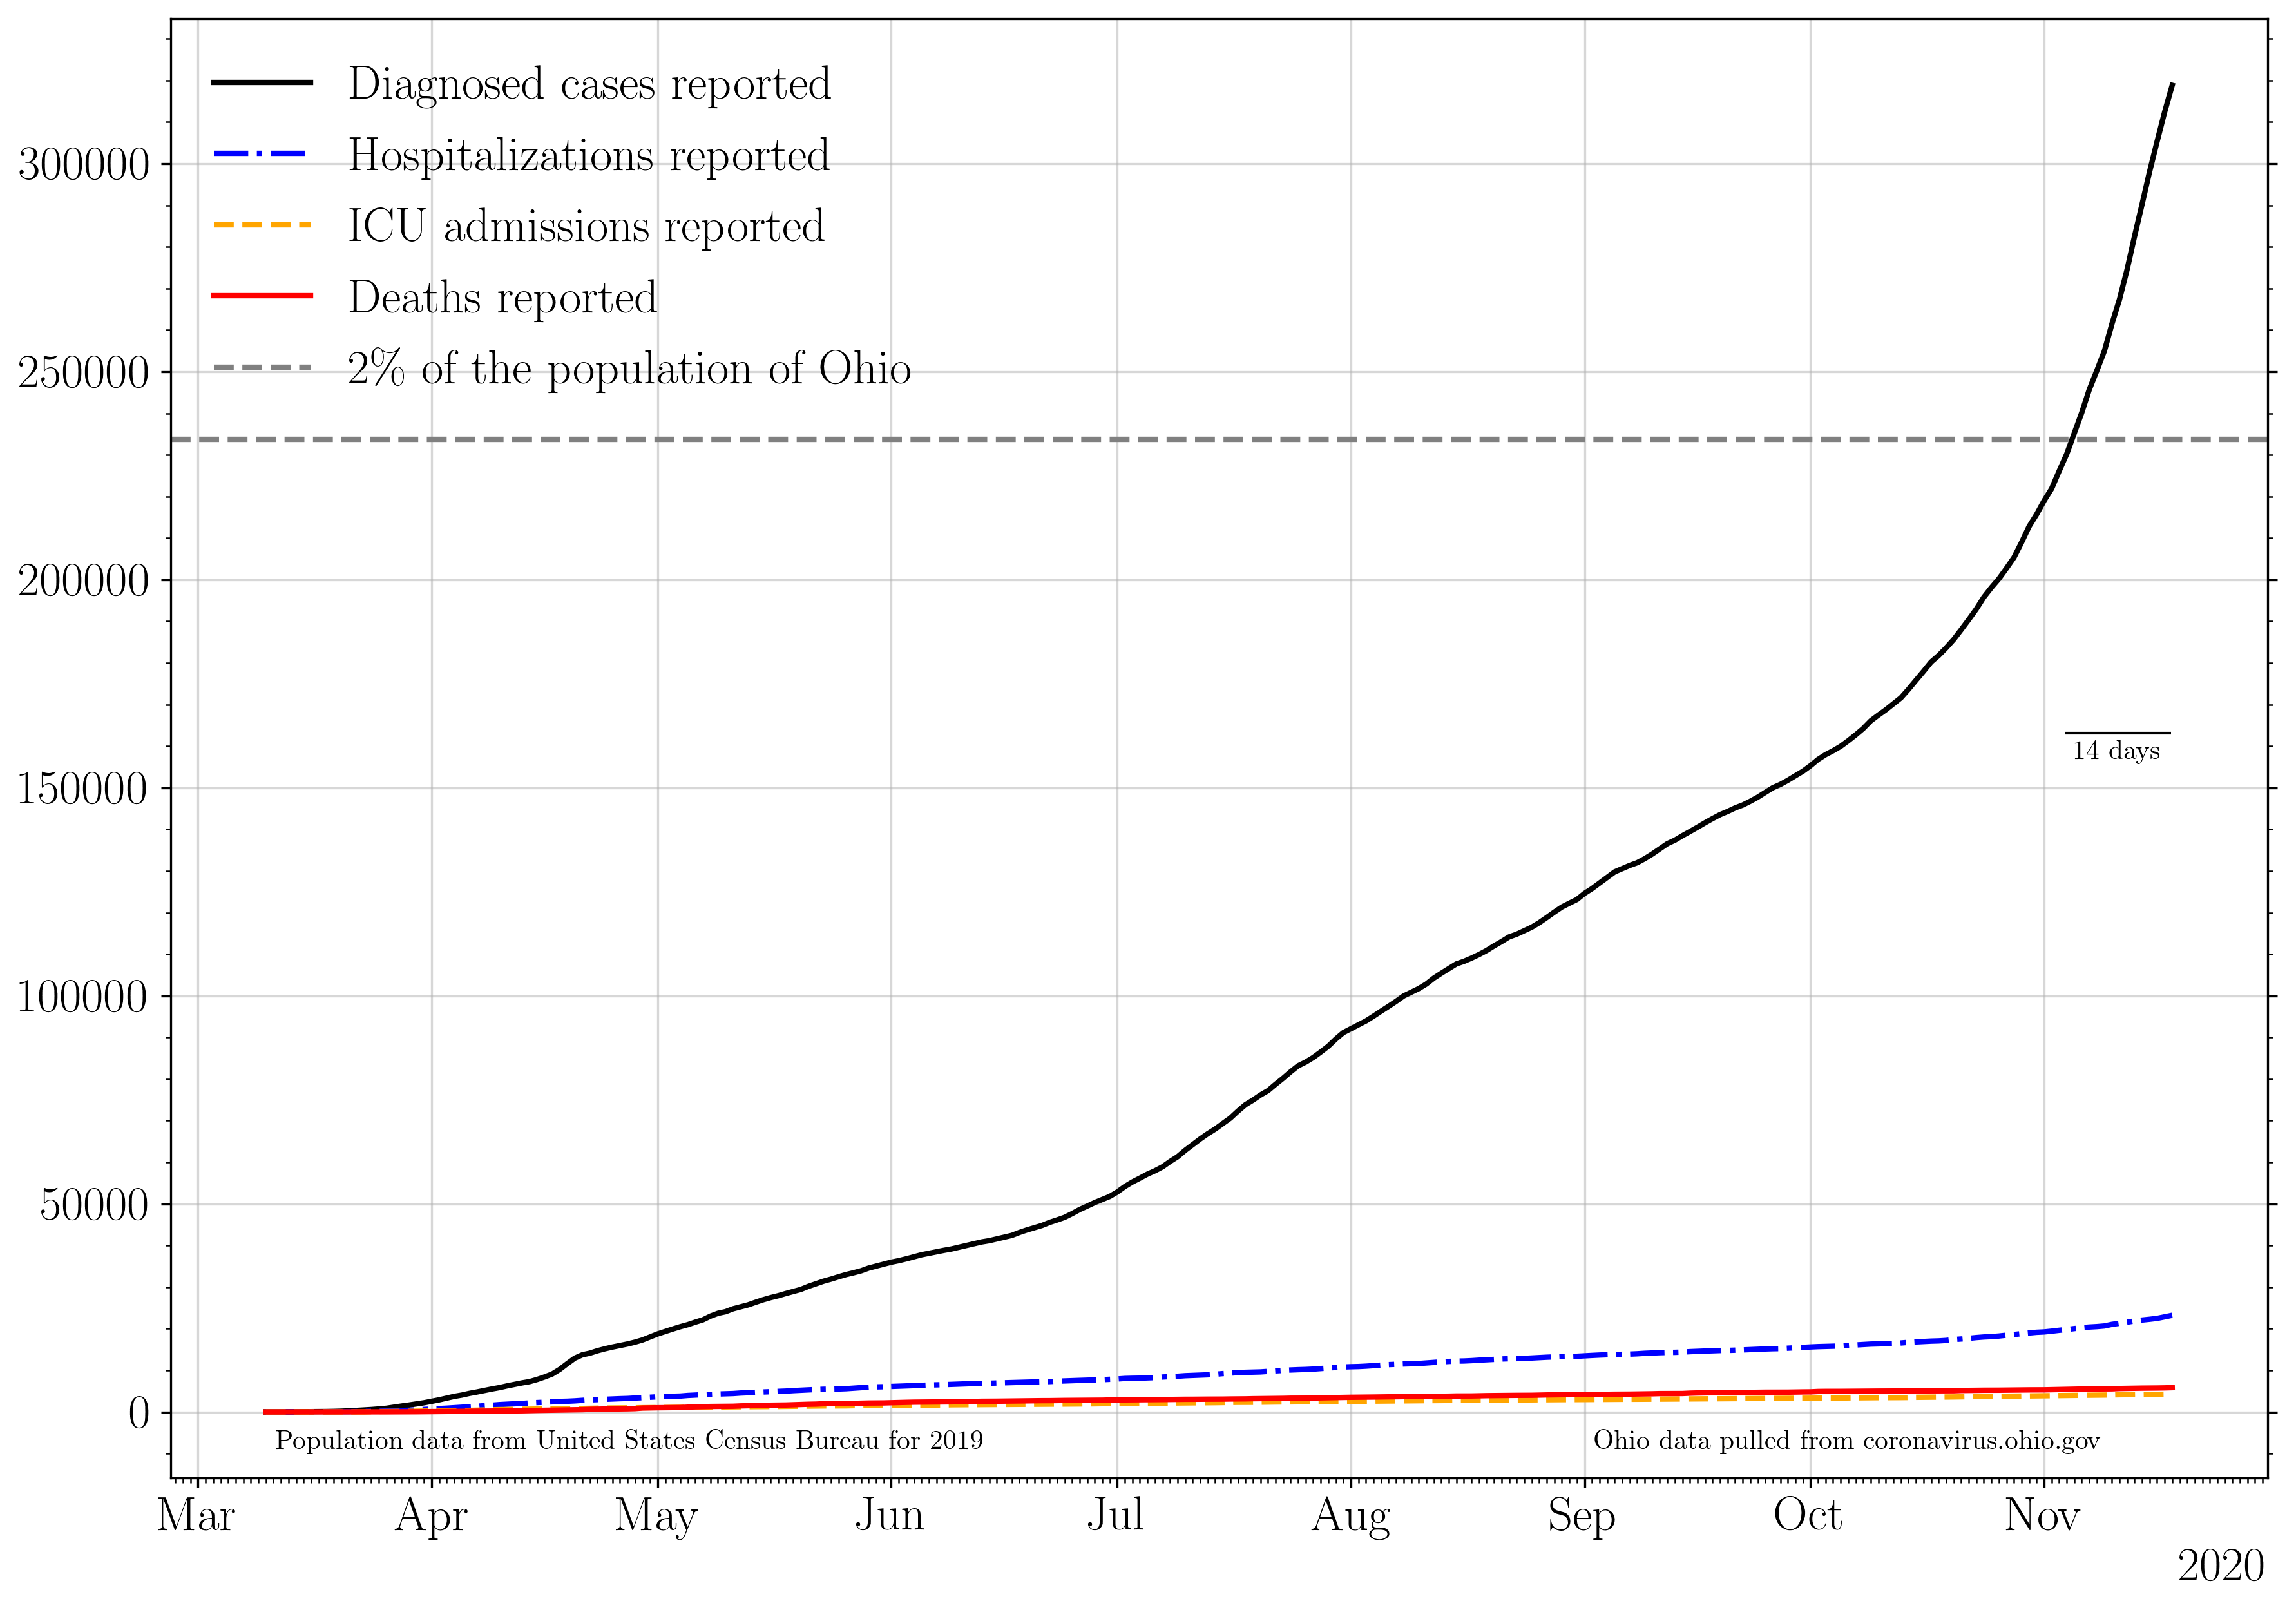 Diagnosed cases reported
Hospitalizations reported
ICU admissions reported
Deaths reported
2% of the population of Ohio
300000
250000
200000
150000
100000
50000
0
14 days
Population data from United States Census Bureau for 2019
Ohio data pulled from coronavirus.ohio.gov
Mar Apr May Jun Jul Aug Sep Oct Nov
2020